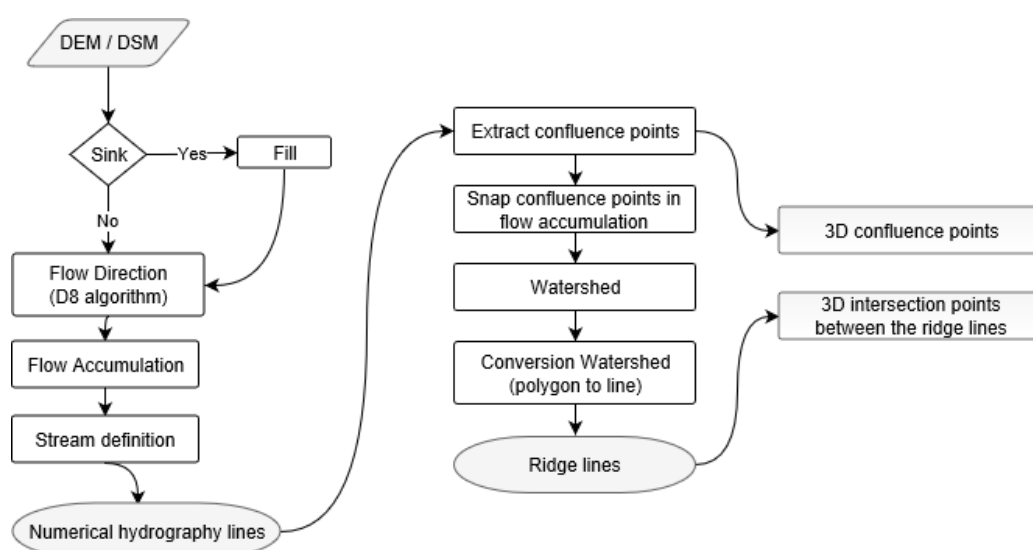 DEM / DSM
Sink
Yes
Fill
No
Flow Direction
(D8 algorithm)
Flow Accumulation
Stream definition
Numerical hydrography lines
Extract confluence points
Snap confluence points in
flow accumulation
Watershed
Conversion Watershed
(polygon to line)
Ridge lines
3D confluence points
3D intersection points
between the ridge lines